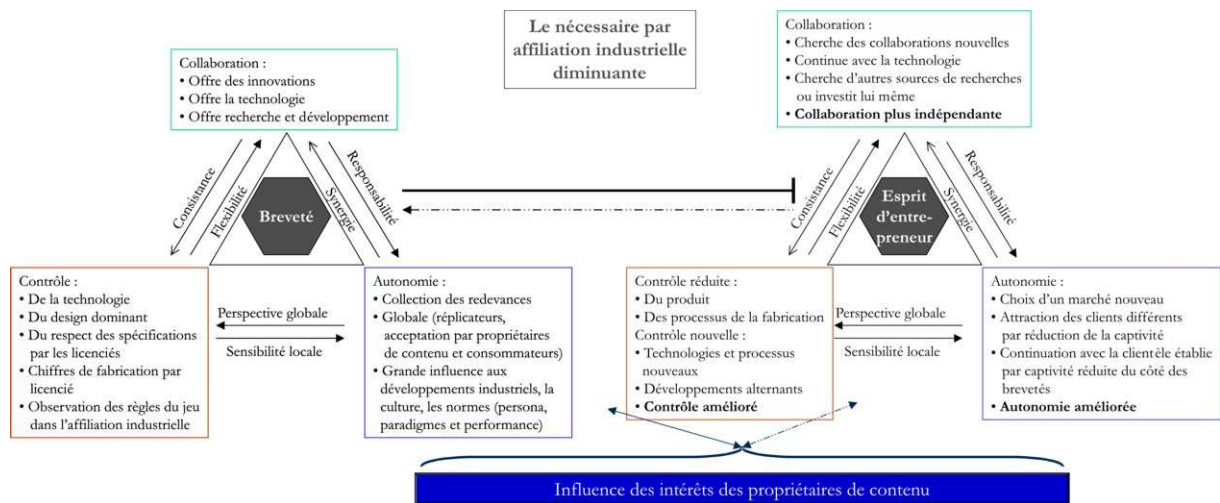 Le nécessaire par
affiliation industrielle
diminuante
Collaboration :
• Offre des innovations
• Offre la technologie
• Offre recherche et développement
Consistance
Flexibilité
Breveté
Synergie
Responsabilité
Contrôle :
• De la technologie
• Du design dominant
• Du respect des spécifications
par les licenciés
• Chiffres de fabrication par
licencié
• Observation des règles du jeu
dans l'affiliation industrielle
Perspective globale
Sensibilité locale
Autonomie :
• Collection des redevances
• Globale (réplicateurs,
acceptation par propriétaires
de contenu et consommateurs)
• Grande influence aux
développements industriels, la
culture, les normes (persona,
paradigmes et performance)
Collaboration :
• Cherche des collaborations nouvelles
• Continue avec la technologie
• Cherche d'autres sources de recherches
ou investit lui même
• Collaboration plus indépendante
Consistance
Flexibilité
Esprit
d'entre-
preneur
Synergie
Responsabilité
Contrôle réduite :
• Du produit
• Des processus de la fabrication
Contrôle nouvelle :
• Technologies et processus
nouveaux
• Développements alternants
• Contrôle amélioré
Perspective globale
Sensibilité locale
Autonomie :
• Choix d'un marché nouveau
• Attraction des clients différents
par réduction de la captivité
• Continuation avec la clientèle établie
par captivité réduite du côté des
brevetés
• Autonomie améliorée
Influence des intérêts des propriétaires de contenu